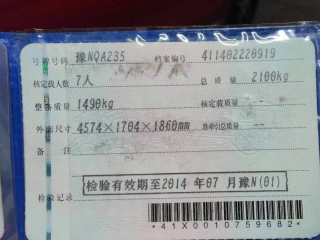 号牌号码 豫NQA235 档案编号 411402220919
核定载人数 7人 总质量 2100kg
整备质量 1490kg 核定载质量 --
外廓尺寸 4574×1704×1860mm 准牵引总质量 --
备注
检验有效期至2014年07月豫N(01)
检验记录
*41X0010759682*